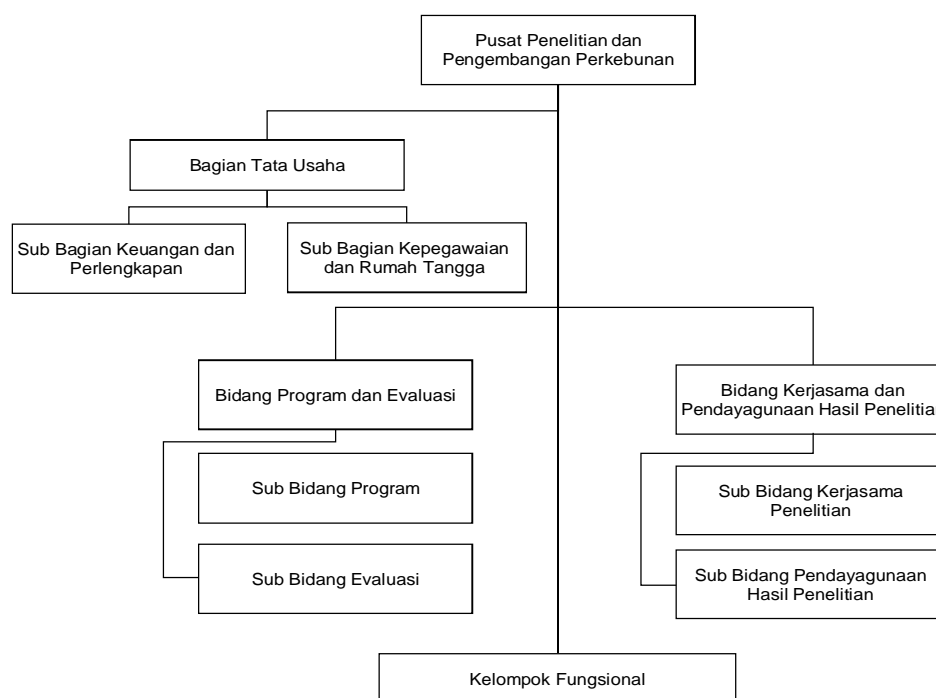 Pusat Penelitian dan
Pengembangan Perkebunan
Bagian Tata Usaha
Sub Bagian Keuangan dan
Perlengkapan
Sub Bagian Kepegawaian
dan Rumah Tangga
Bidang Program dan Evaluasi
Bidang Kerjasama dan
Pendayagunaan Hasil Penelitian
Sub Bidang Program
Sub Bidang Kerjasama
Penelitian
Sub Bidang Evaluasi
Sub Bidang Pendayagunaan
Hasil Penelitian
Kelompok Fungsional